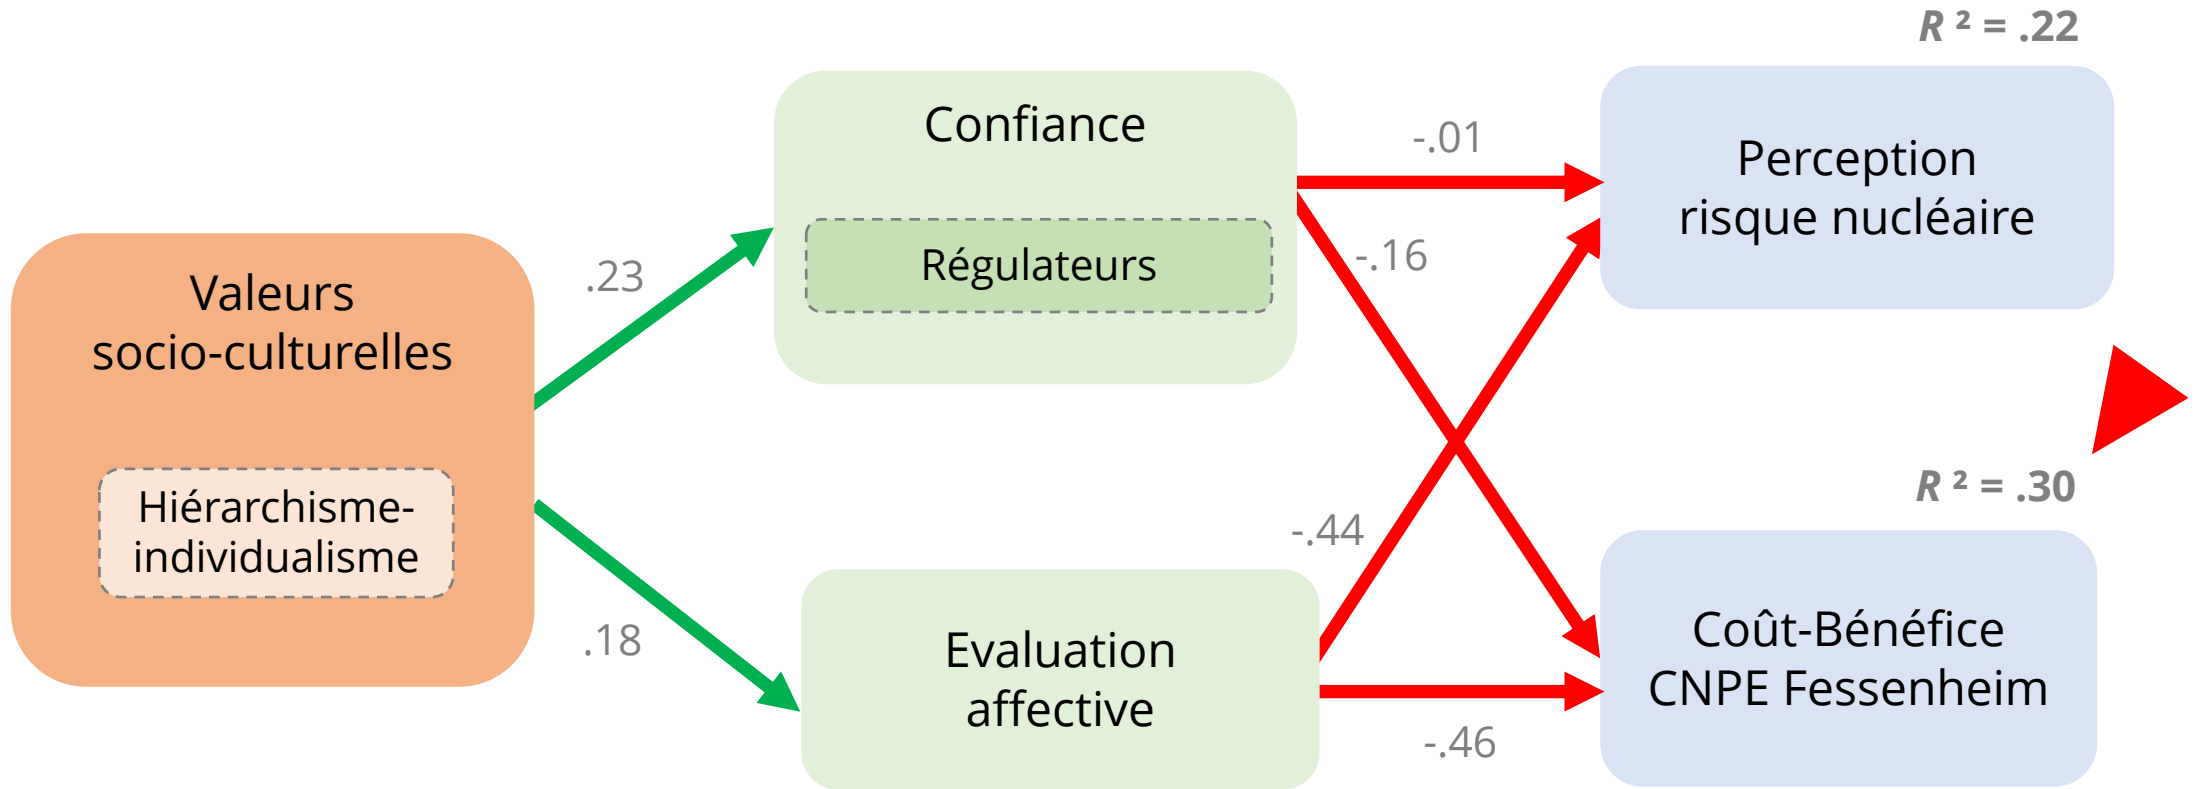 R ² = .22
Confiance
-.01
Perception
risque nucléaire
Régulateurs
-.16
.23
Valeurs
socio-culturelles
Hiérarchisme-
individualisme
.18
-.44
R ² = .30
Evaluation
affective
Coût-Bénéfice
CNPE Fessenheim
-.46